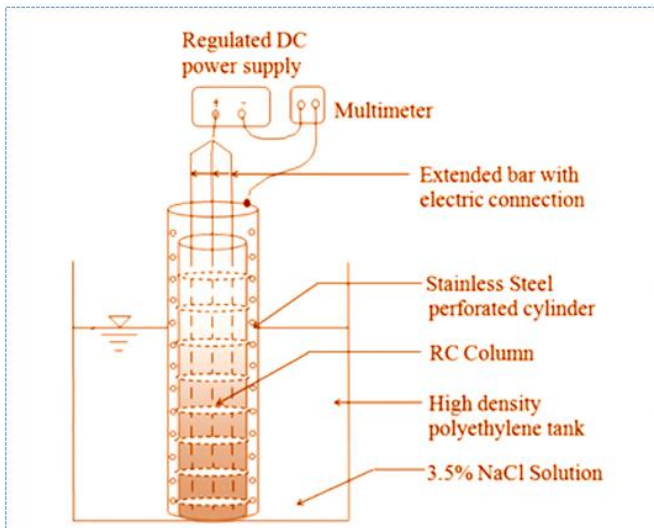 Regulated DC
power supply
+ -
Multimeter
Extended bar with
electric connection
Stainless Steel
perforated cylinder
RC Column
High density
polyethylene tank
3.5% NaCl Solution